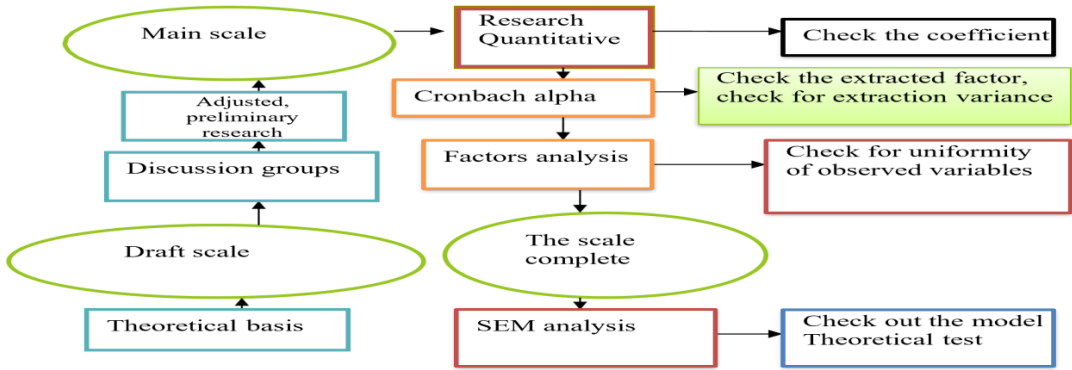 Main scale
Research
Quantitative
Check the coefficient
Adjusted,
preliminary
research
Cronbach alpha
Check the extracted factor,
check for extraction variance
Discussion groups
Factors analysis
Check for uniformity
of observed variables
Draft scale
The scale
complete
Theoretical basis
SEM analysis
Check out the model
Theoretical test